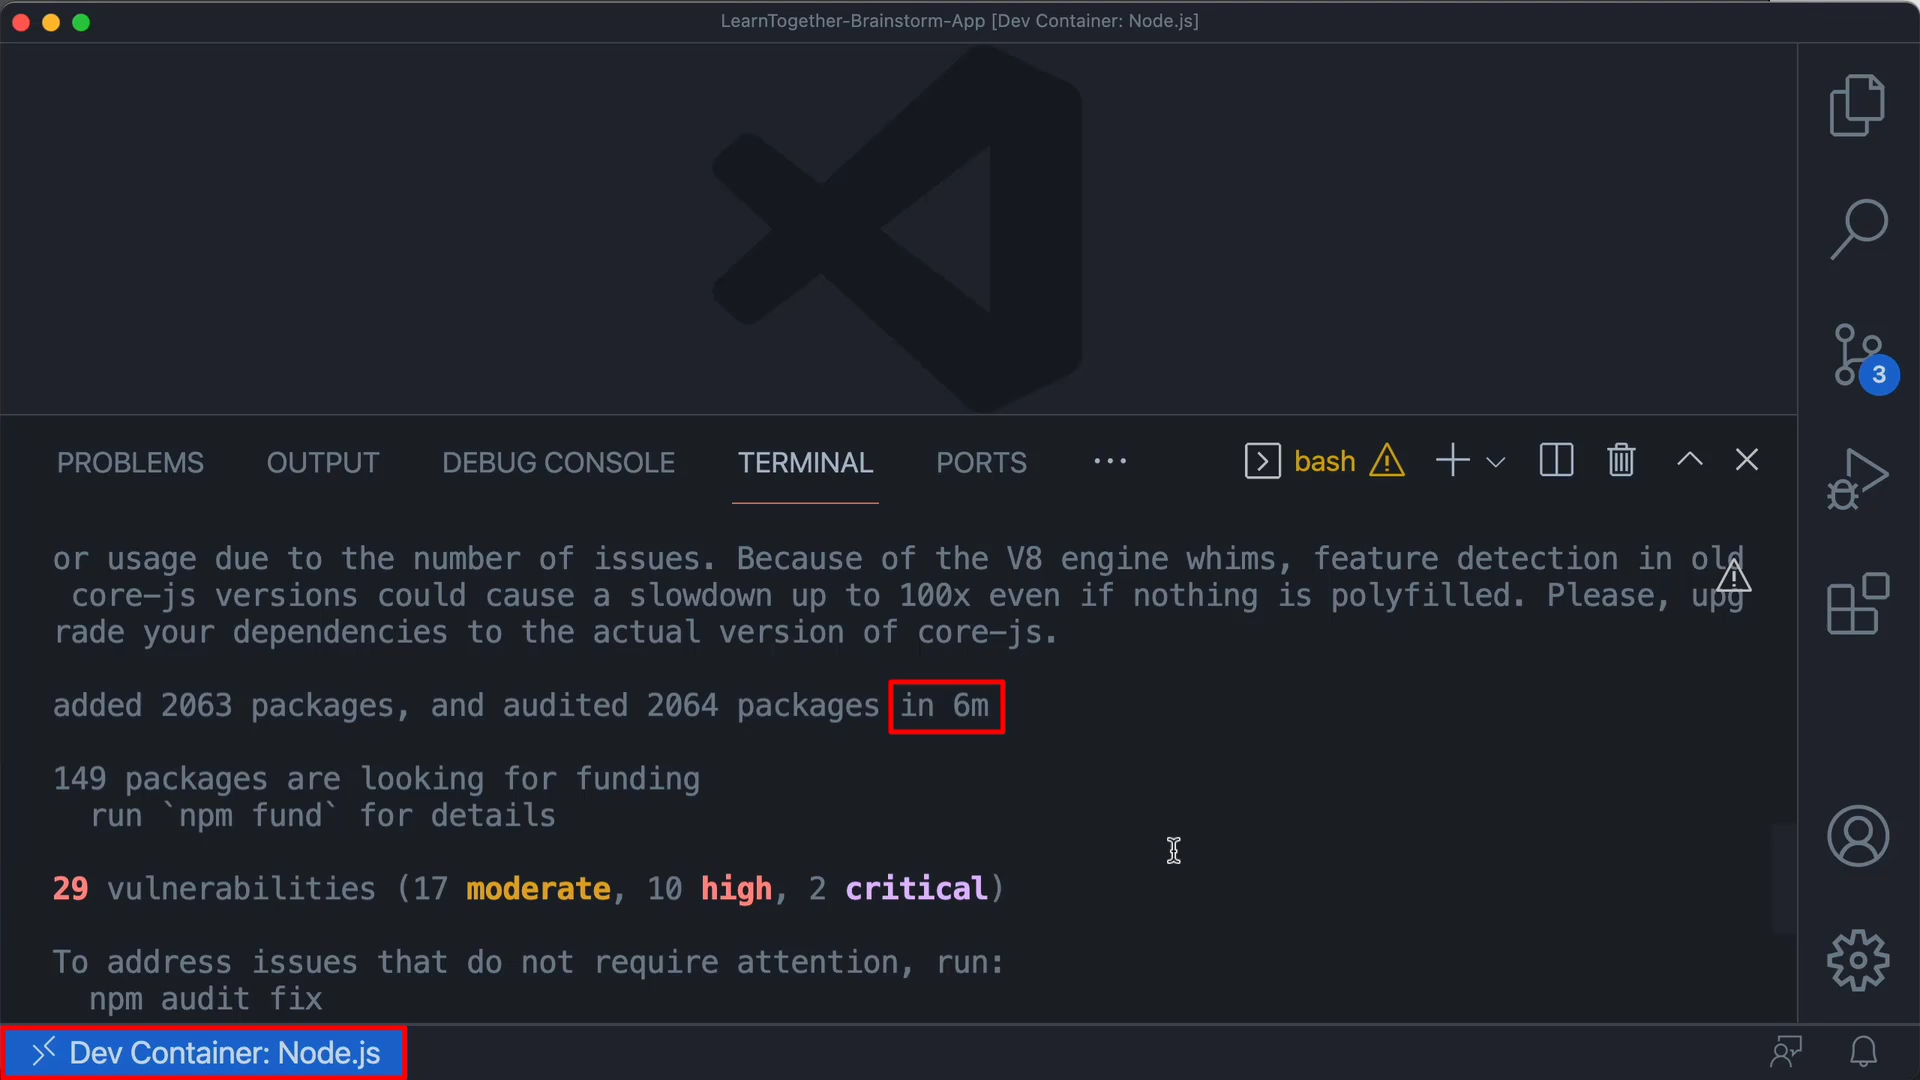 LearnTogether-Brainstorm-App [Dev Container: Node.js]
3
PROBLEMS OUTPUT DEBUG CONSOLE TERMINAL PORTS ... bash
or usage due to the number of issues. Because of the V8 engine whims, feature detection in old
core-js versions could cause a slowdown up to 100x even if nothing is polyfilled. Please, upg
rade your dependencies to the actual version of core-js.
added 2063 packages, and audited 2064 packages in 6m
149 packages are looking for funding
run `npm fund` for details
29 vulnerabilities (17 moderate, 10 high, 2 critical)
To address issues that do not require attention, run:
npm audit fix
Dev Container: Node.js